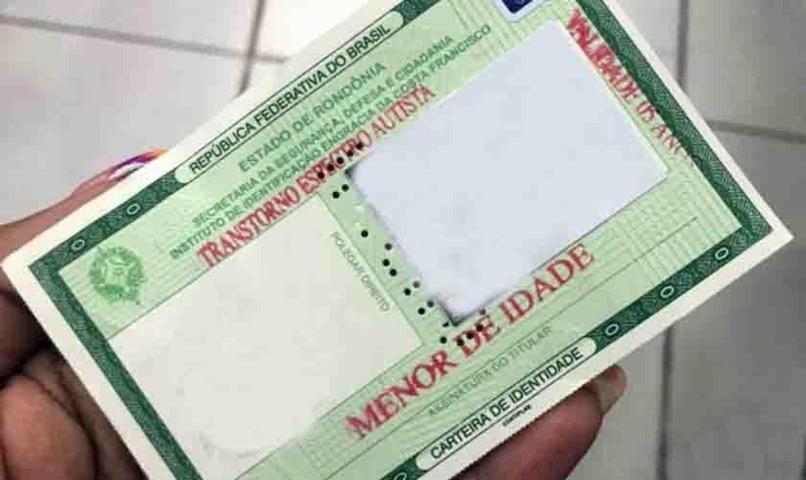 REPÚBLICA FEDERATIVA DO BRASIL
ESTADO DE RONDÔNIA
SECRETARIA DA SEGURANÇA, DEFESA E CIDADANIA
INSTITUTO DE IDENTIFICAÇÃO ENGRACIA DA COSTA FRANCISCO
TRANSTORNO ESPECTRO AUTISTA
VALIDADE 05 ANOS
POLEGAR DIREITO
MENOR DE IDADE
ASSINATURA DO TITULAR
CARTEIRA DE IDENTIDADE